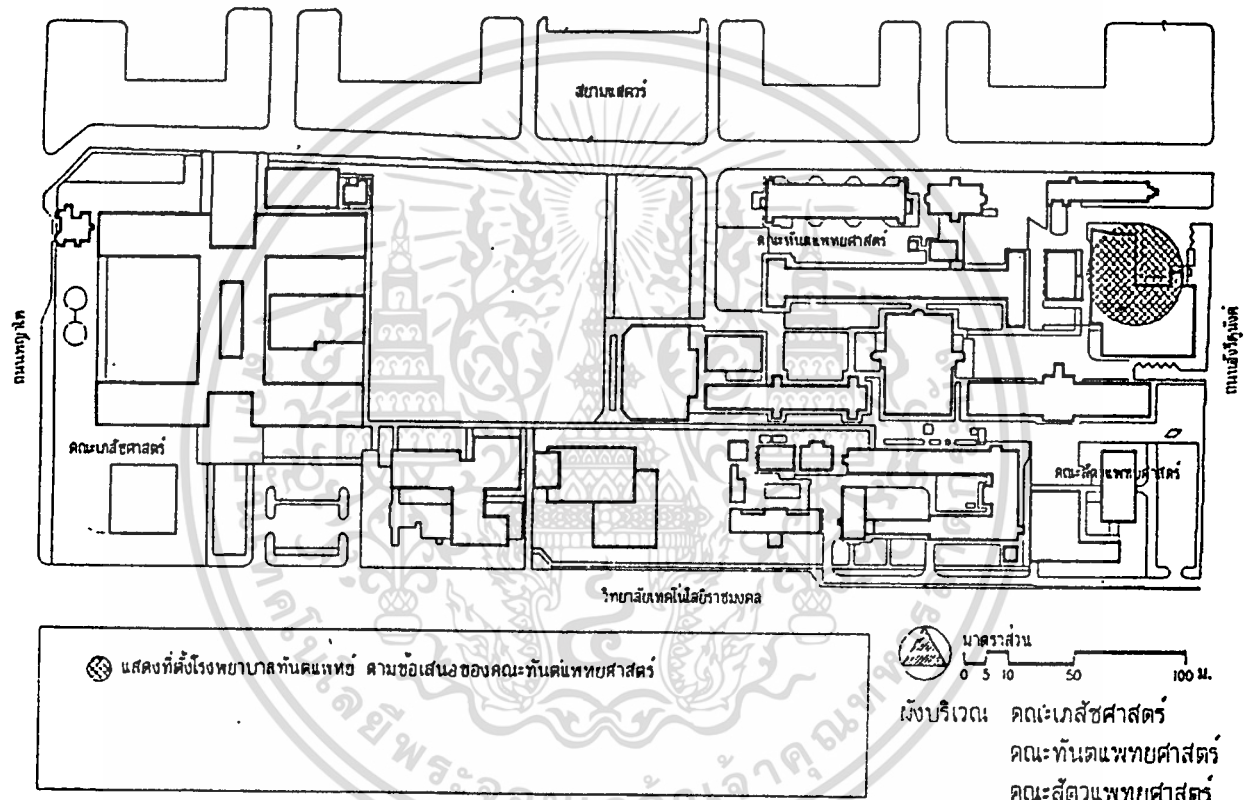 สยามแสควร์
คณะทันตแพทยศาสตร์
ถนนพญาไท
ถนนอังรีดูนังต์
คณะเภสัชศาสตร์
คณะสัตวแพทยศาสตร์
วิทยาลัยเทคโนโลยีราชมงคล
แสดงที่ตั้งโรงพยาบาลทันตแพทย์ ตามข้อเสนอของคณะทันตแพทยศาสตร์
มาตราส่วน
0 5 10 50 100 ม.
ผังบริเวณ คณะเภสัชศาสตร์
คณะทันตแพทยศาสตร์
คณะสัตวแพทยศาสตร์